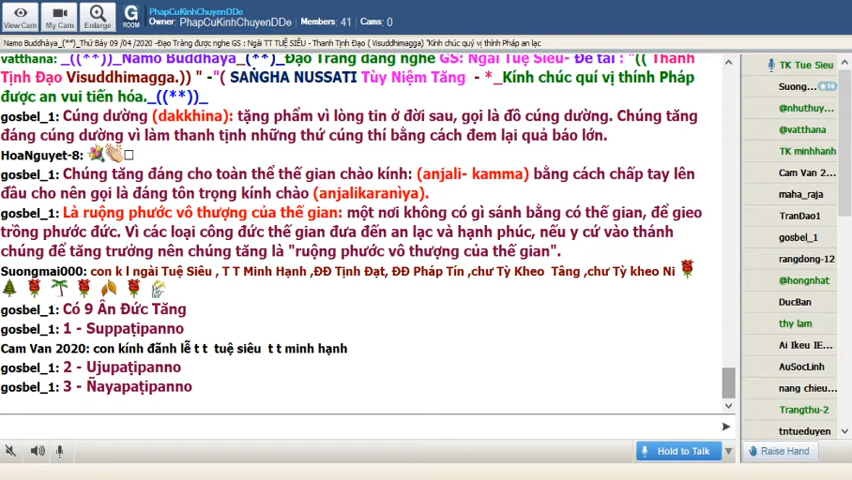 PhapCuKinhChuyenDDe
Owner: PhapCuKinhChuyenDDe Members: 41 Cams: 0
View Cam
My Cam
Enlarge
G
ROOM
Namo Buddhàya_(**)_Thứ Bảy 09 /04 /2020 -Đạo Tràng được nghe GS : Ngài TT TUỆ SIÊU - Thanh Tịnh Đạo ( Visuddhimagga) "Kính chúc quý vị thính Pháp an lạc
vatthana: _((**))_Namo Buddhàya_(**)_Đạo Tràng đang nghe GS: Ngài Tuệ Siêu- Đề tài : "(( Thanh
Tịnh Đạo Visuddhimagga.)) " -"( SAṄGHA NUSSATI Tùy Niệm Tăng - *_Kính chúc quí vị thính Pháp
được an vui tiến hóa._((**))_
gosbel_1: Cúng dường (dakkhina): tặng phẩm vì lòng tin ở đời sau, gọi là đồ cúng dường. Chúng tăng
đáng cúng dường vì làm thanh tịnh những thứ cúng thí bằng cách đem lại quả báo lớn.
HoaNguyet-8:
gosbel_1: Chúng tăng đáng cho toàn thể thế gian chào kính: (anjali- kamma) bằng cách chấp tay lên
đầu cho nên gọi là đáng tôn trọng kính chào (anjalikaranìya).
gosbel_1: Là ruộng phước vô thượng của thế gian: một nơi không có gì sánh bằng có thế gian, để gieo
trồng phước đức. Vì các loại công đức thế gian đưa đến an lạc và hạnh phúc, nếu y cứ vào thánh
chúng để tăng trưởng nên chúng tăng là "ruộng phước vô thượng của thế gian".
Suongmai000: con k l ngài Tuệ Siêu , T T Minh Hạnh ,ĐĐ Tịnh Đạt, ĐĐ Pháp Tín ,chư Tỳ Kheo Tăng ,chư Tỳ kheo Ni
gosbel_1: Có 9 Ân Đức Tăng
gosbel_1: 1 - Suppaṭipanno
Cam Van 2020: con kính đãnh lễ t t tuệ siêu t t minh hạnh
gosbel_1: 2 - Ujupaṭipanno
gosbel_1: 3 - Ñayapaṭipanno
TK Tue Sieu
Suong...
@nhuthuy...
@vatthana
TK minhhanh
Cam Van 2...
maha_raja
TranDao1
gosbel_1
rangdong-12
@hongnhat
DucBan
thy lam
Ai Ikeu IE...
AuSocLinh
nang chieu...
Trangthu-2
tntueduyen
Hold to Talk
Raise Hand